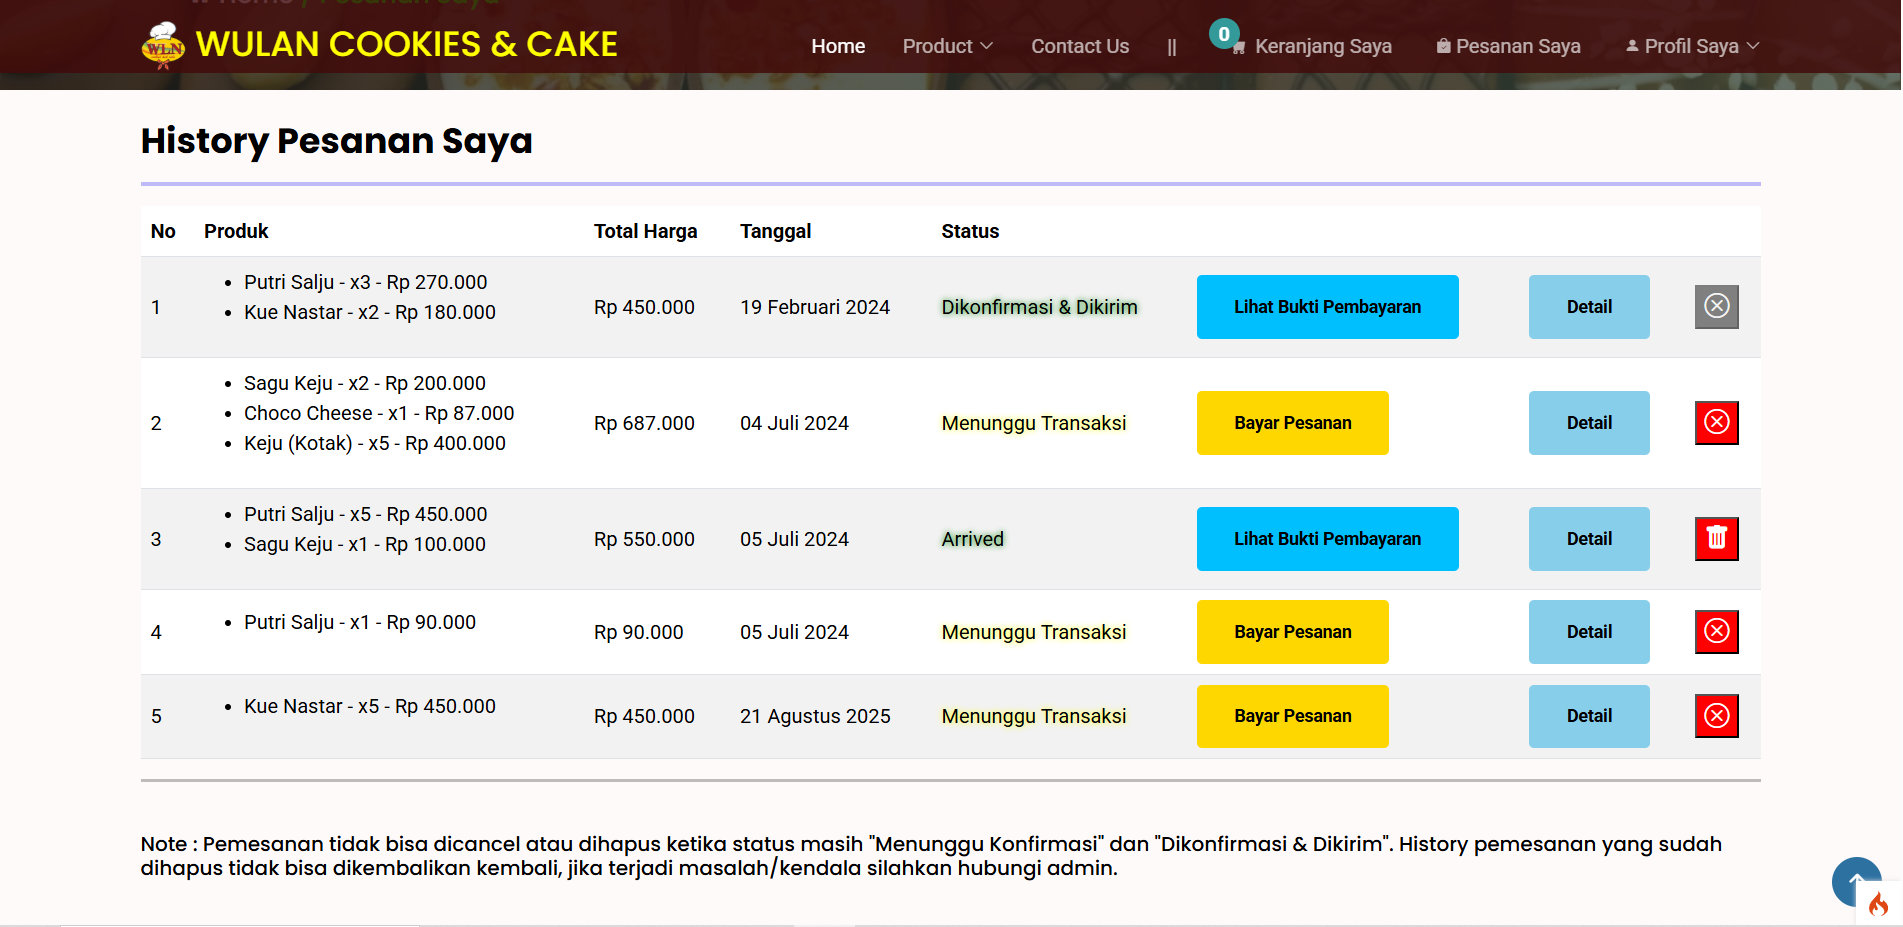 WLN
WULAN COOKIES & CAKE
Home
Product
Contact Us
||
0
Keranjang Saya
Pesanan Saya
Profil Saya
History Pesanan Saya
No Produk Total Harga Tanggal Status
• Putri Salju - x3 - Rp 270.000
• Kue Nastar - x2 - Rp 180.000
1 Rp 450.000 19 Februari 2024 Dikonfirmasi & Dikirim Lihat Bukti Pembayaran Detail
• Sagu Keju - x2 - Rp 200.000
• Choco Cheese - x1 - Rp 87.000
• Keju (Kotak) - x5 - Rp 400.000
2 Rp 687.000 04 Juli 2024 Menunggu Transaksi Bayar Pesanan Detail
• Putri Salju - x5 - Rp 450.000
• Sagu Keju - x1 - Rp 100.000
3 Rp 550.000 05 Juli 2024 Arrived Lihat Bukti Pembayaran Detail
• Putri Salju - x1 - Rp 90.000
4 Rp 90.000 05 Juli 2024 Menunggu Transaksi Bayar Pesanan Detail
• Kue Nastar - x5 - Rp 450.000
5 Rp 450.000 21 Agustus 2025 Menunggu Transaksi Bayar Pesanan Detail
Note : Pemesanan tidak bisa dicancel atau dihapus ketika status masih "Menunggu Konfirmasi" dan "Dikonfirmasi & Dikirim". History pemesanan yang sudah
dihapus tidak bisa dikembalikan kembali, jika terjadi masalah/kendala silahkan hubungi admin.